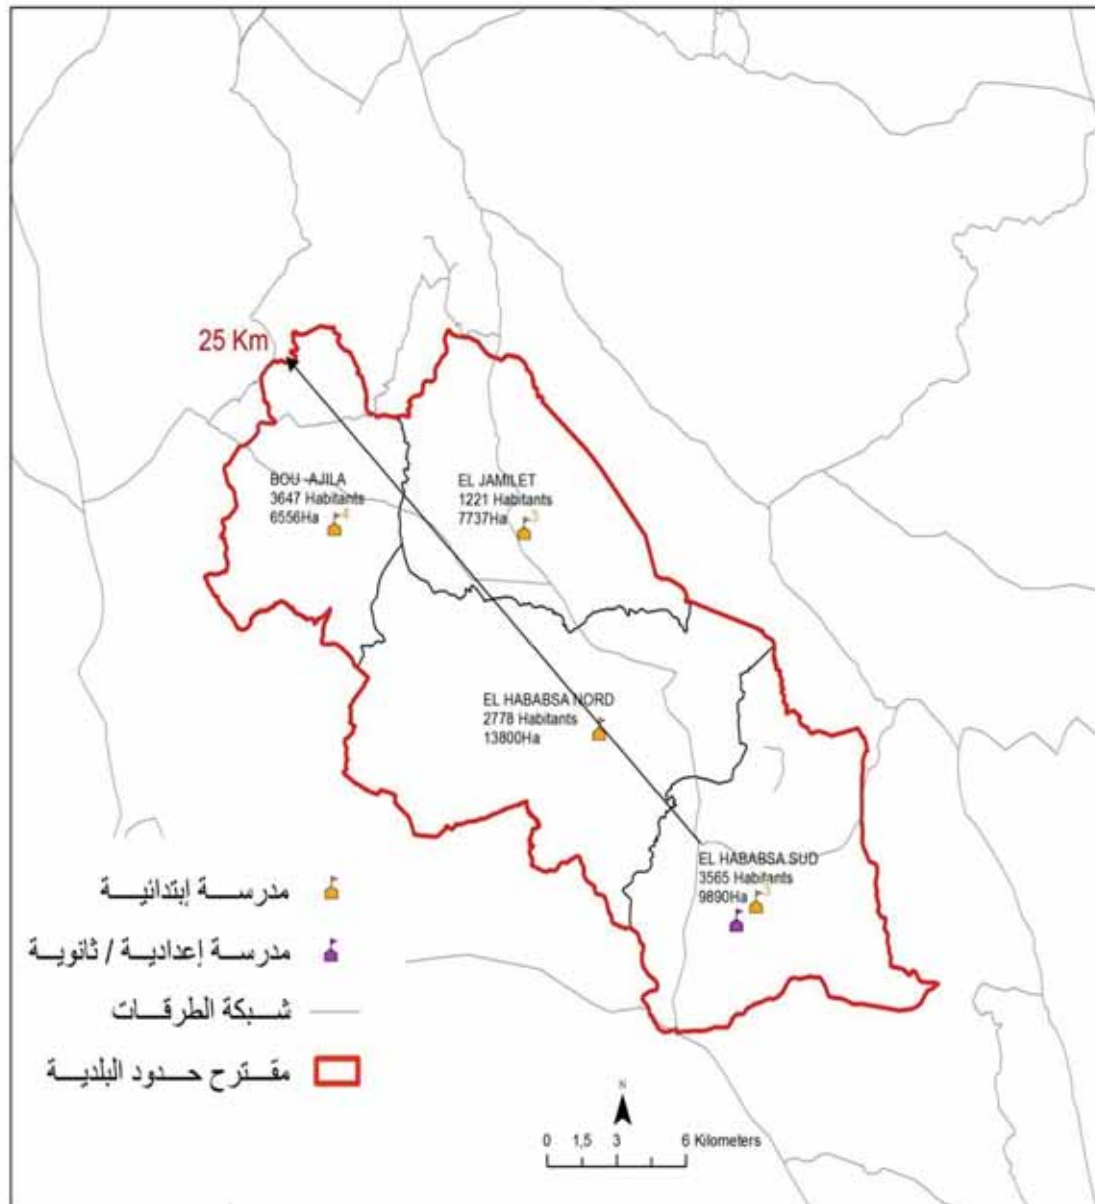 25 Km
BOU -AJILA
3647 Habitants
6556Ha
4
EL JAMILET
1221 Habitants
7737Ha
3
EL HABABSA NORD
2778 Habitants
13800Ha
EL HABABSA SUD
3565 Habitants
9890Ha
مدرسة إبتدائية
مدرسة إعدادية / ثانوية
شبكة الطرقات
مقترح حدود البلدية
N
0 1,5 3 6 Kilometers